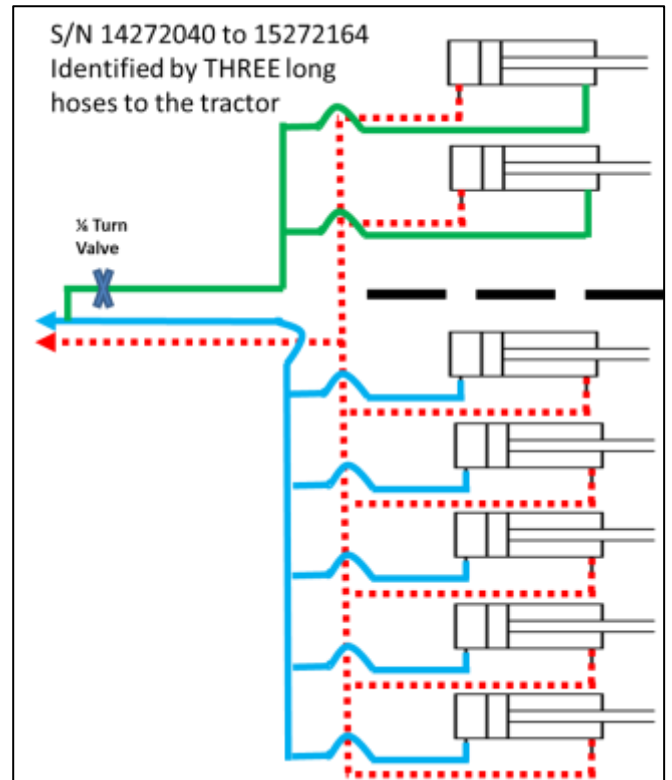 S/N 14272040 to 15272164
Identified by THREE long
hoses to the tractor
¼ Turn
Valve